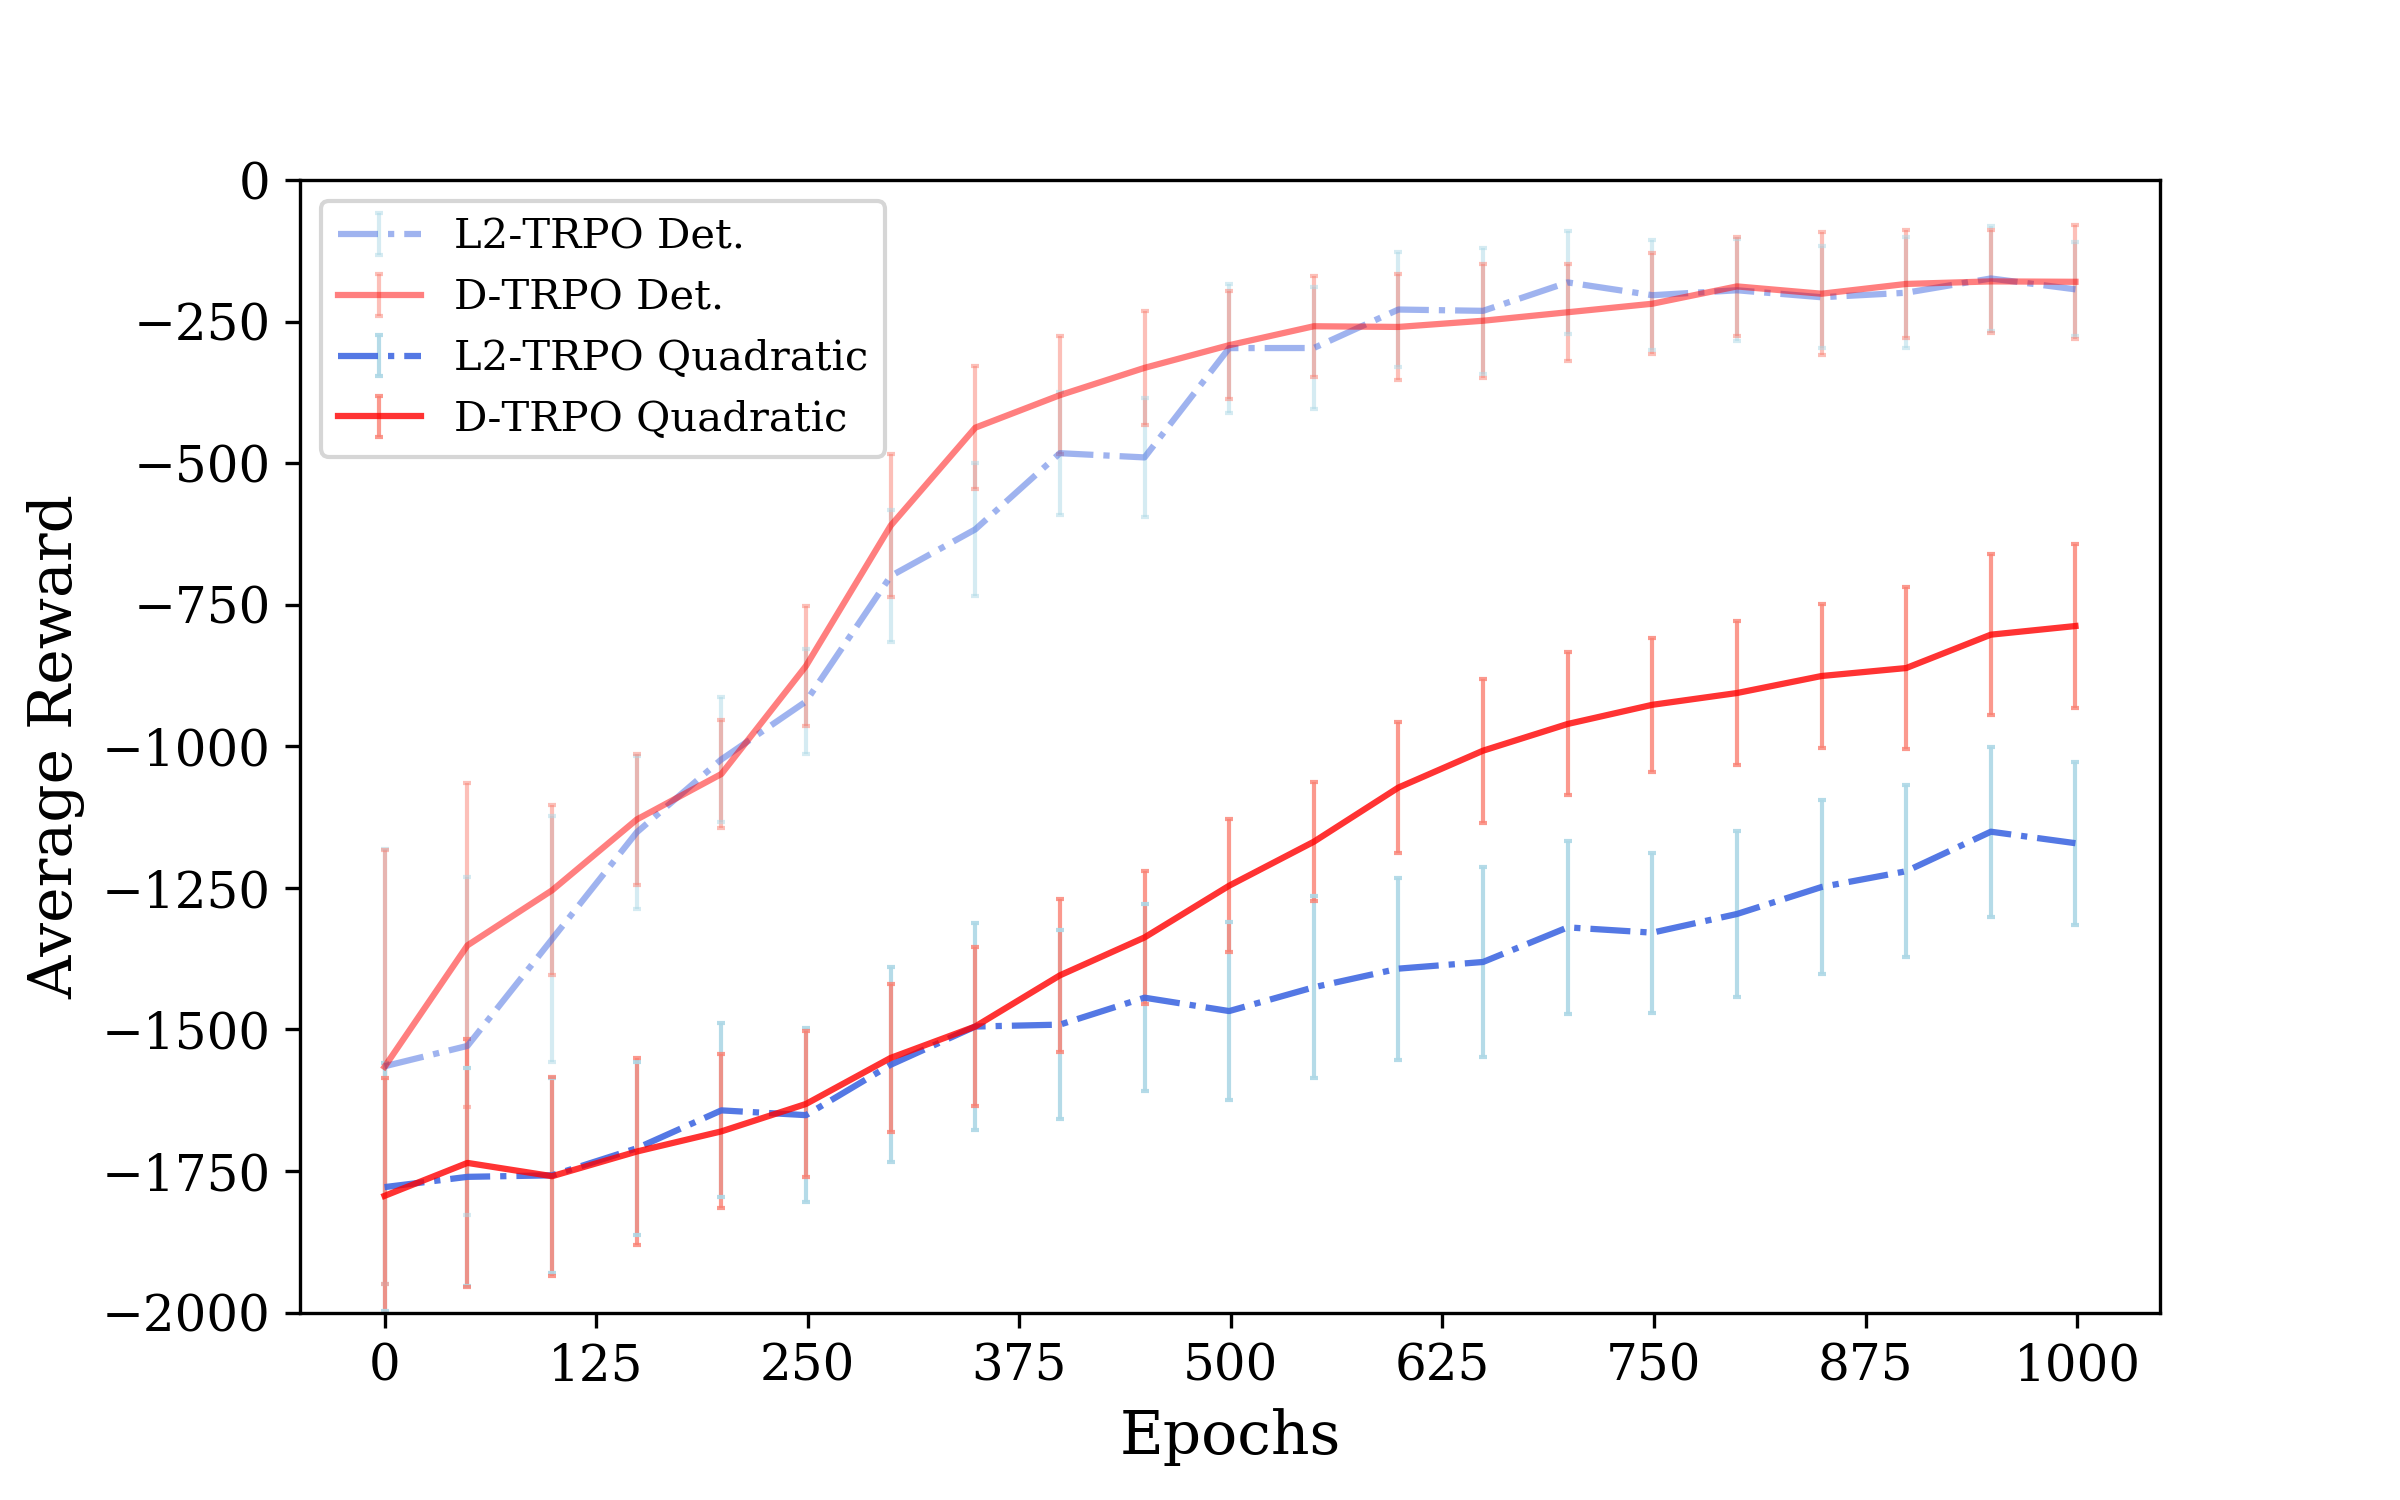 0
−250
−500
−750
−1000
−1250
−1500
−1750
−2000
Average Reward
L2-TRPO Det.
D-TRPO Det.
L2-TRPO Quadratic
D-TRPO Quadratic
0 125 250 375 500 625 750 875 1000
Epochs